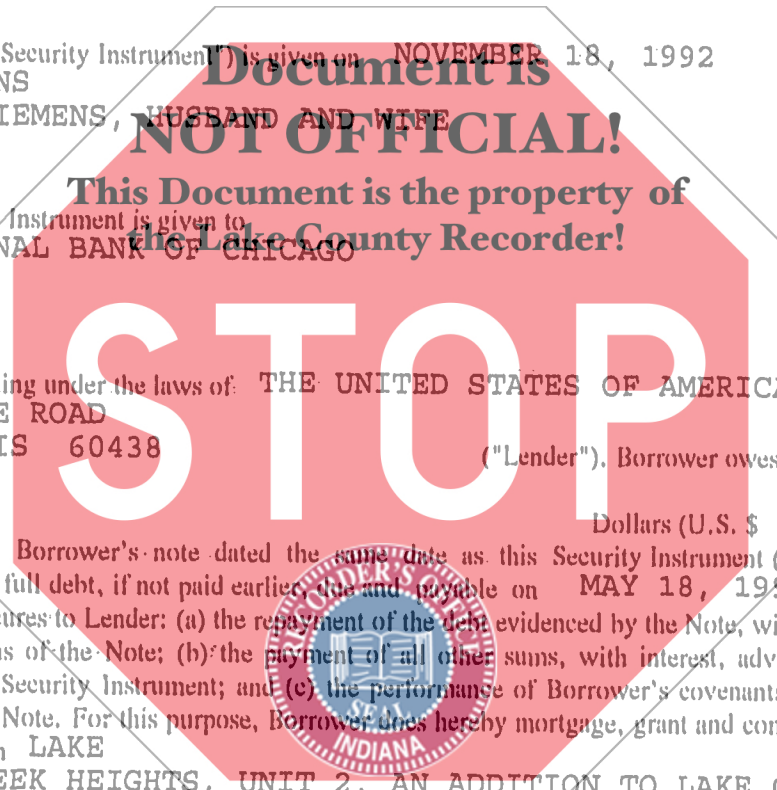 Security Instrument") is given on NOVEMBER 18, 1992
NS
IEMENS, HUSBAND AND WIFE
Document is
NOT OFFICIAL!
This Document is the property of
the Lake County Recorder!
Instrument is given to
NAL BANK OF CHICAGO
STOP
ing under the laws of THE UNITED STATES OF AMERICA
E ROAD
IS 60438
("Lender"). Borrower owes
Dollars (U.S. $
Borrower's note dated the same date as this Security Instrument (
full debt, if not paid earlier, due and payable on MAY 18, 19
ures to Lender: (a) the repayment of the debt evidenced by the Note, wi
s of the Note; (b) the payment of all other sums, with interest, adv
Security Instrument; and (c) the performance of Borrower's covenants
Note. For this purpose, Borrower does hereby mortgage, grant and con
LAKE
EEK HEIGHTS, UNIT 2, AN ADDITION TO LAKE
RECORDER'S OFFICE
SEAL
INDIANA